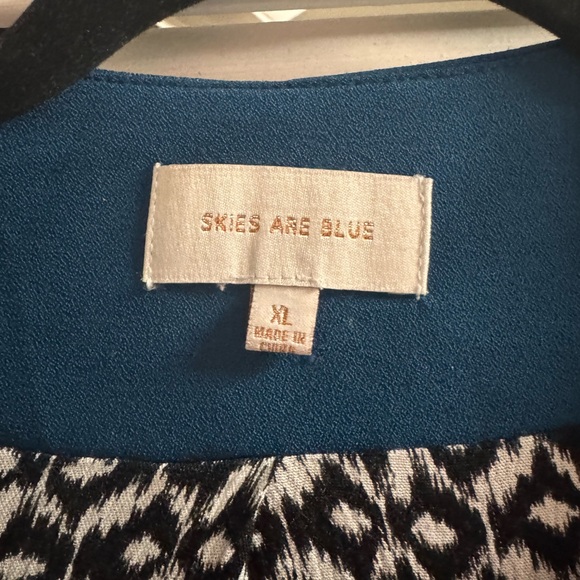 SKIES ARE BLUE
XL
MADE IN
CHINA